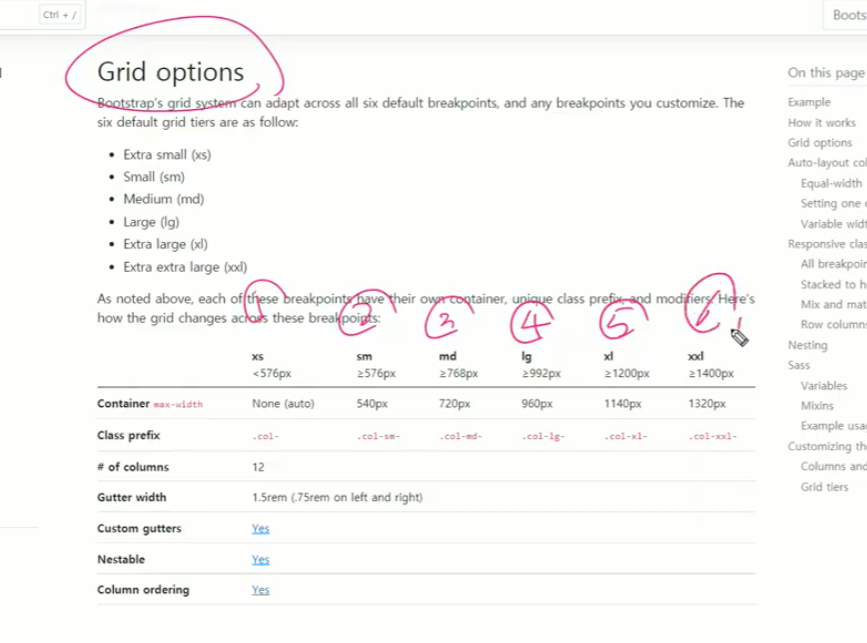 Ctrl + /
Boots
Grid options
Bootstrap's grid system can adapt across all six default breakpoints, and any breakpoints you customize. The
six default grid tiers are as follow:
Extra small (xs)
Small (sm)
Medium (md)
Large (lg)
Extra large (xl)
Extra extra large (xxl)
As noted above, each of these breakpoints have their own container, unique class prefix, and modifiers. Here's
how the grid changes across these breakpoints:
1 2 3 4 5 6
xs sm md lg xl xxl
<576px ≥576px ≥768px ≥992px ≥1200px ≥1400px
Container max-width None (auto) 540px 720px 960px 1140px 1320px
Class prefix .col- .col-sm- .col-md- .col-lg- .col-xl- .col-xxl-
# of columns 12
Gutter width 1.5rem (.75rem on left and right)
Custom gutters Yes
Nestable Yes
Column ordering Yes
On this page
Example
How it works
Grid options
Auto-layout col
Equal-width
Setting one c
Variable widt
Responsive clas
All breakpoin
Stacked to h
Mix and mat
Row column
Nesting
Sass
Variables
Mixins
Example usa
Customizing th
Columns and
Grid tiers